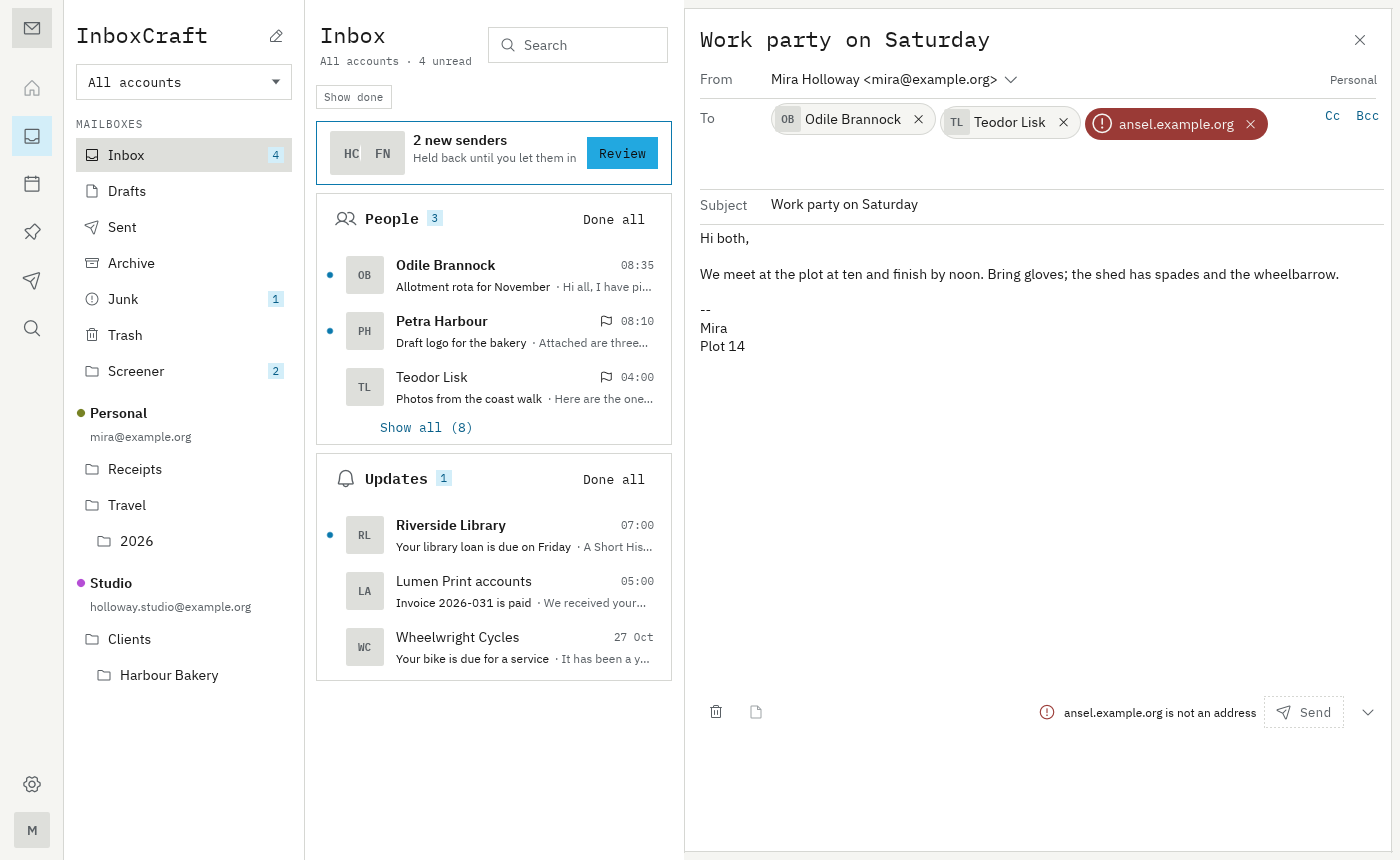 InboxCraft
All accounts
MAILBOXES
Inbox 4
Drafts
Sent
Archive
Junk 1
Trash
Screener 2
Personal
mira@example.org
Receipts
Travel
2026
Studio
holloway.studio@example.org
Clients
Harbour Bakery
M
Inbox
All accounts · 4 unread
Search
Show done
HC FN
2 new senders
Held back until you let them in
Review
People 3
Done all
OB
Odile Brannock 08:35
Allotment rota for November · Hi all, I have pi...
PH
Petra Harbour 08:10
Draft logo for the bakery · Attached are three...
TL
Teodor Lisk 04:00
Photos from the coast walk · Here are the one...
Show all (8)
Updates 1
Done all
RL
Riverside Library 07:00
Your library loan is due on Friday · A Short His...
LA
Lumen Print accounts 05:00
Invoice 2026-031 is paid · We received your...
WC
Wheelwright Cycles 27 Oct
Your bike is due for a service · It has been a y...
Work party on Saturday
From Mira Holloway <mira@example.org> Personal
To OB Odile Brannock TL Teodor Lisk ansel.example.org Cc Bcc
Subject Work party on Saturday
Hi both,
We meet at the plot at ten and finish by noon. Bring gloves; the shed has spades and the wheelbarrow.
--
Mira
Plot 14
ansel.example.org is not an address
Send